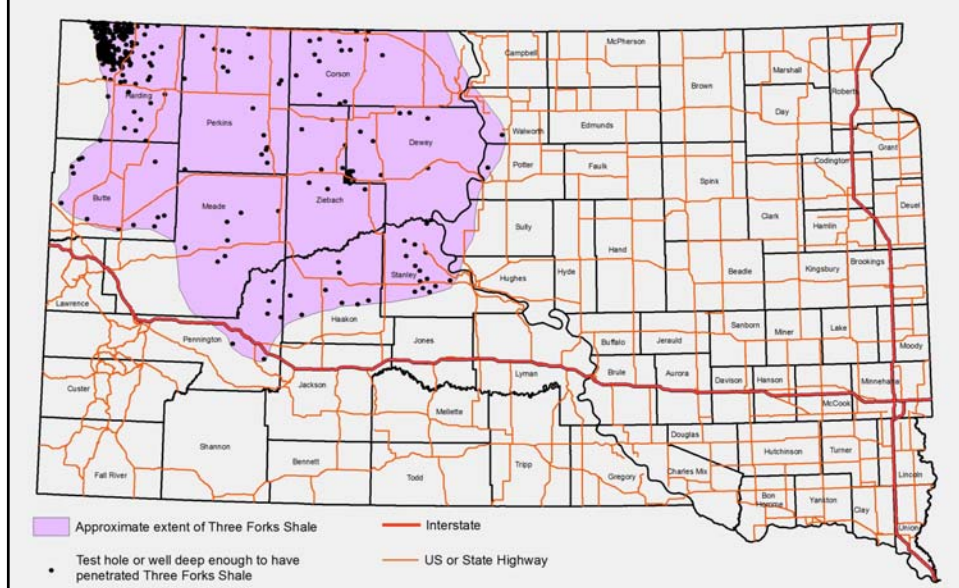 Campbell
McPherson
Marshall
Roberts
Harding
Corson
Brown
Day
Perkins
Dewey
Walworth
Edmunds
Grant
Codington
Potter
Faulk
Spink
Butte
Meade
Ziebach
Clark
Deuel
Hamlin
Sully
Hand
Stanley
Hughes
Hyde
Beadle
Kingsbury
Brookings
Lawrence
Haakon
Pennington
Jones
Buffalo
Jerauld
Sanborn
Miner
Lake
Moody
Custer
Jackson
Lyman
Brule
Aurora
Davison
Hanson
McCook
Minnehaha
Mellette
Shannon
Bennett
Todd
Tripp
Gregory
Douglas
Charles Mix
Hutchinson
Turner
Lincoln
Fall River
Bon
Homme
Yankton
Clay
Union
Approximate extent of Three Forks Shale
Interstate
Test hole or well deep enough to have
penetrated Three Forks Shale
US or State Highway